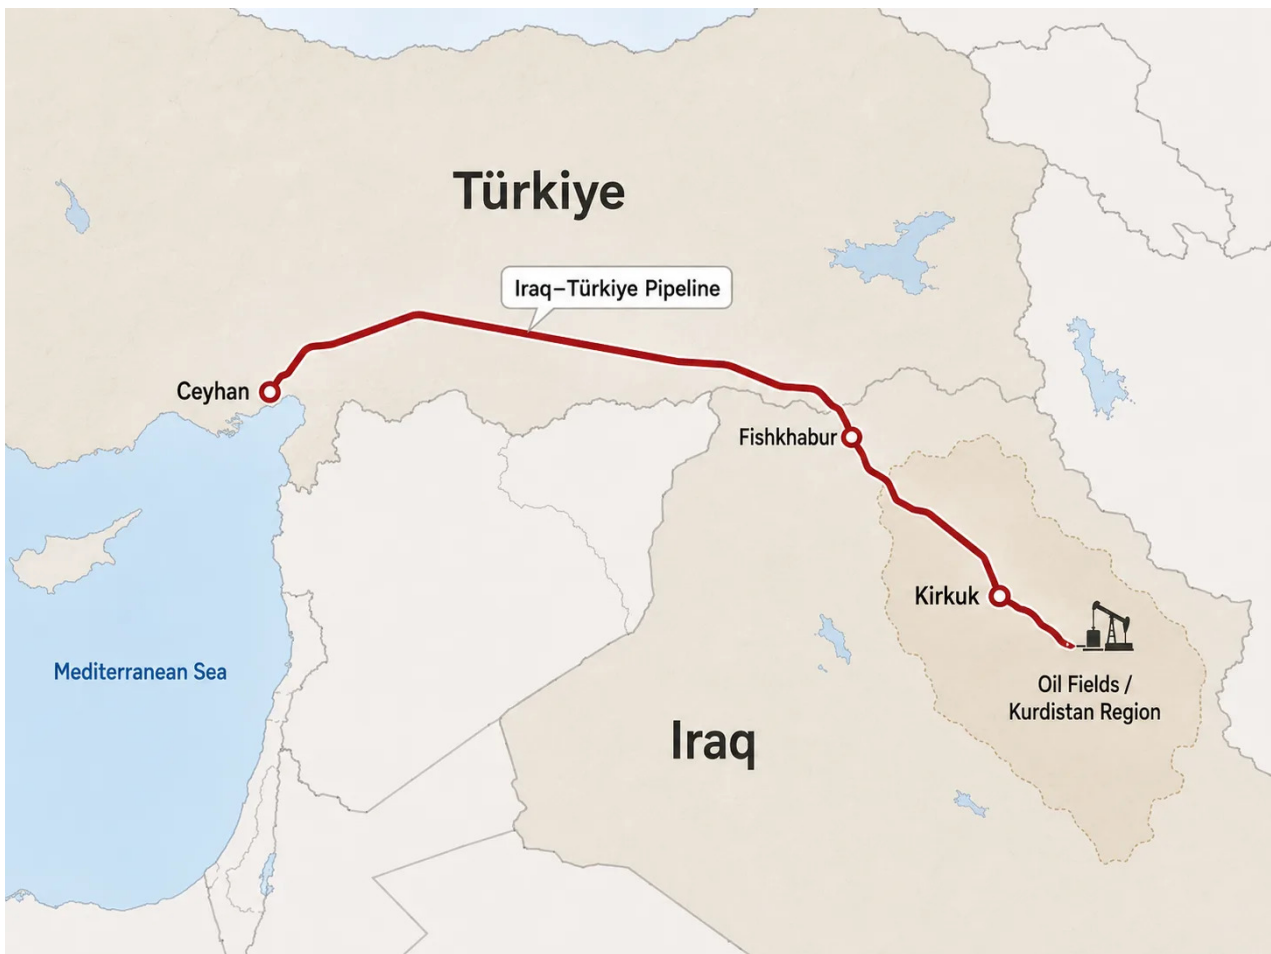 Türkiye
Iraq–Türkiye Pipeline
Ceyhan
Fishkhabur
Kirkuk
Mediterranean Sea
Oil Fields /
Kurdistan Region
Iraq